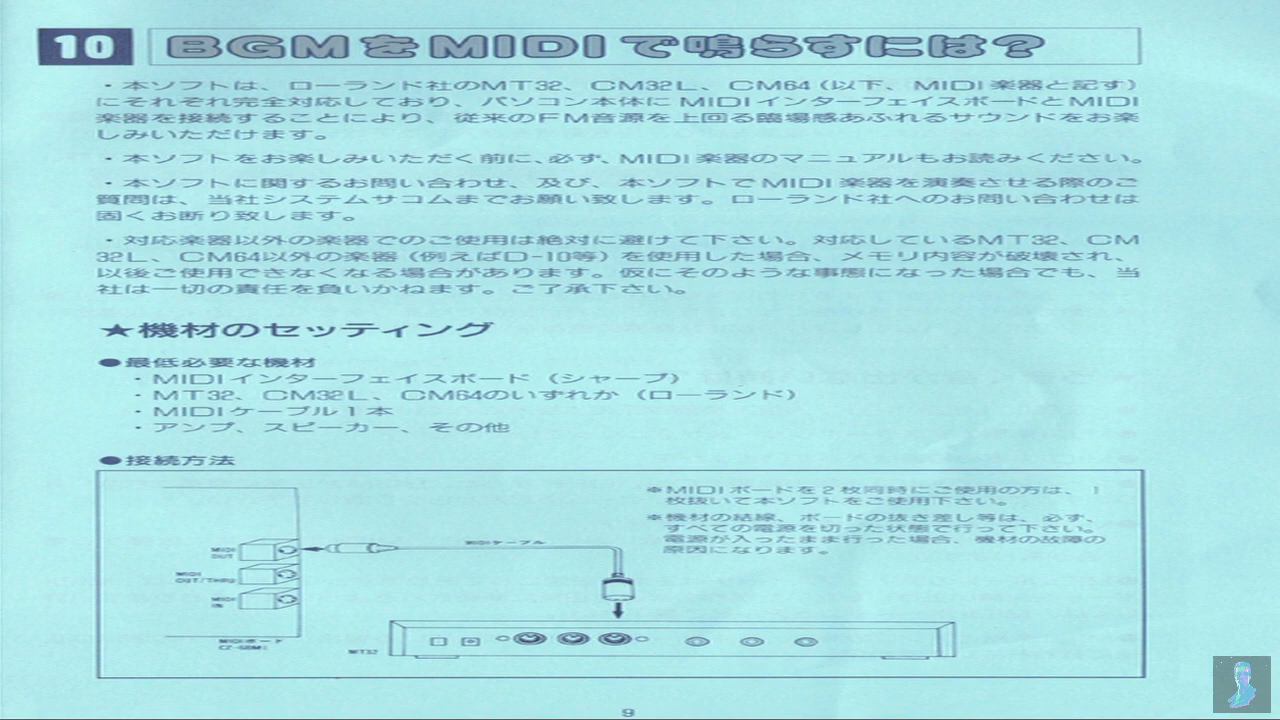 10 BGMをMIDIで鳴らすには?
・本ソフトは、ローランド社のMT32、CM32L、CM64(以下、MIDI楽器と記す)
にそれぞれ完全対応しており、パソコン本体にMIDIインターフェイスボードとMIDI
楽器を接続することにより、従来のFM音源を上回る臨場感あふれるサウンドをお楽
しみいただけます。
・本ソフトをお楽しみいただく前に、必ず、MIDI楽器のマニュアルもお読みください。
・本ソフトに関するお問い合わせ、及び、本ソフトでMIDI楽器を演奏させる際のご
質問は、当社システムサコムまでお願い致します。ローランド社へのお問い合わせは
固くお断り致します。
・対応楽器以外の楽器でのご使用は絶対に避けて下さい。対応しているMT32、CM
32L、CM64以外の楽器(例えばD-10等)を使用した場合、メモリ内容が破壊され、
以後ご使用できなくなる場合があります。仮にそのような事態になった場合でも、当
社は一切の責任を負いかねます。ご了承下さい。
★機材のセッティング
●最低必要な機材
・MIDIインターフェイスボード(シャープ)
・MT32、CM32L、CM64のいずれか(ローランド)
・MIDIケーブル1本
・アンプ、スピーカー、その他
●接続方法
※MIDIボードを2枚同時にご使用の方は、1
枚抜いて本ソフトをご使用下さい。
※機材の結線、ボードの抜き差し等は、必ず、
すべての電源を切った状態で行って下さい。
電源が入ったまま行った場合、機材の故障の
原因になります。
MIDIケーブル
MIDI
OUT
MIDI
OUT/THRU
MIDI
IN
MIDIボード
MT32
9